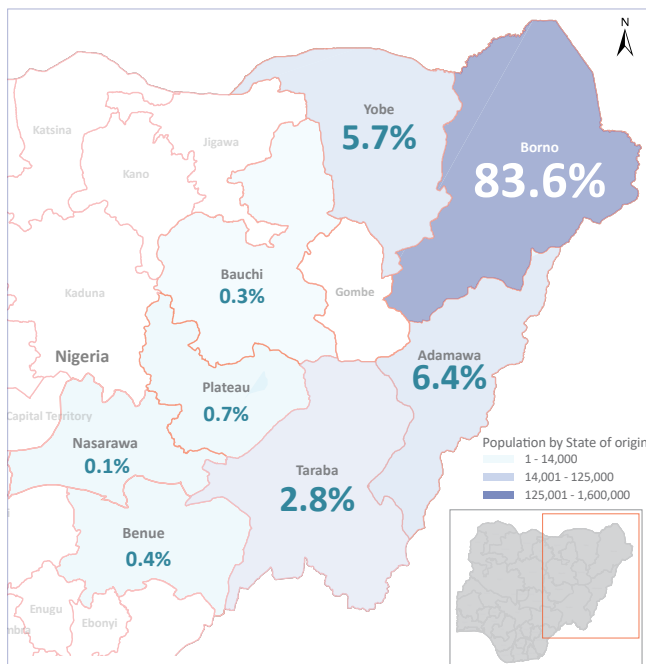 N
Yobe
5.7%
Borno
83.6%
Katsina
Jigawa
Kano
Bauchi
0.3%
Gombe
Kaduna
Nigeria
Adamawa
6.4%
Plateau
0.7%
Capital Territory
Nasarawa
0.1%
Taraba
2.8%
Benue
0.4%
Enugu
Ebonyi
mbra
Population by State of origin
1 - 14,000
14,001 - 125,000
125,001 - 1,600,000